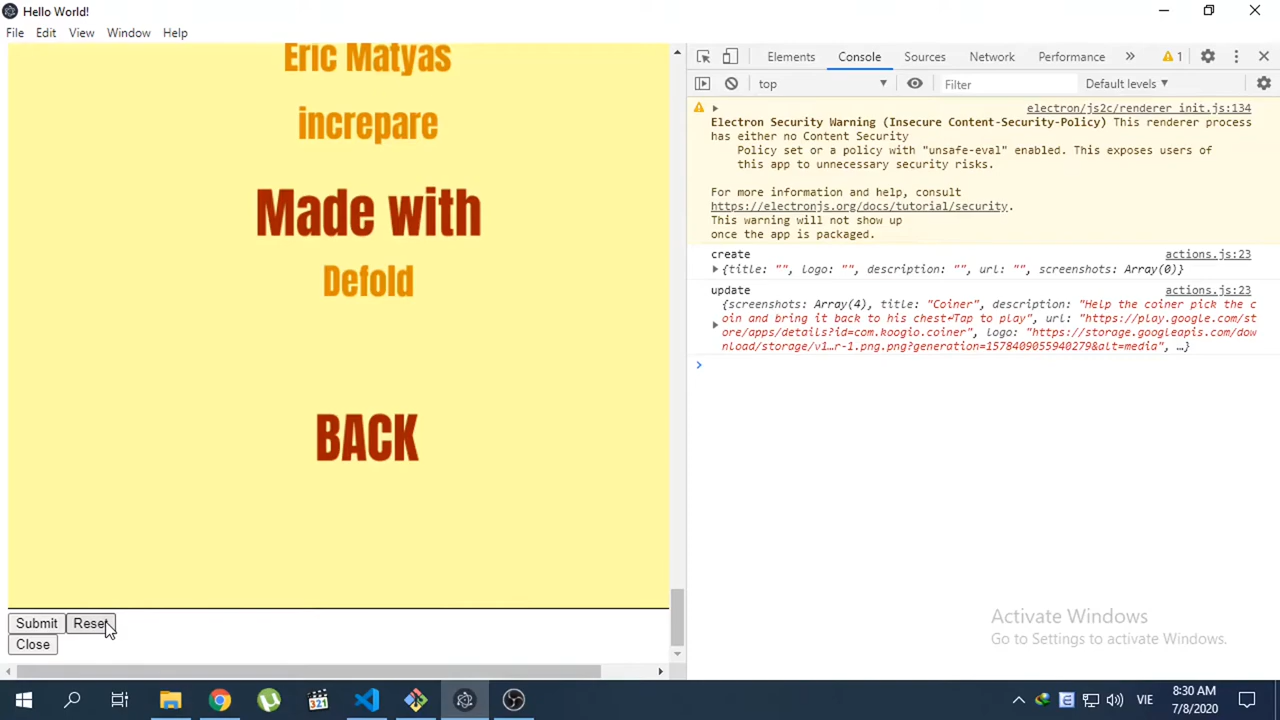 Hello World!
File Edit View Window Help
Eric Matyas
increpare
Made with
Defold
BACK
Submit Reset
Close
Elements Console Sources Network Performance » 1
top Filter Default levels
electron/js2c/renderer init.js:134
Electron Security Warning (Insecure Content-Security-Policy) This renderer process
has either no Content Security
Policy set or a policy with "unsafe-eval" enabled. This exposes users of
this app to unnecessary security risks.
For more information and help, consult
https://electronjs.org/docs/tutorial/security.
This warning will not show up
once the app is packaged.
create actions.js:23
{title: "", logo: "", description: "", url: "", screenshots: Array(0)}
update actions.js:23
{screenshots: Array(4), title: "Coiner", description: "Help the coiner pick the c
oin and bring it back to his chest↵Tap to play", url: "https://play.google.com/st
ore/apps/details?id=com.koogio.coiner", logo: "https://storage.googleapis.com/dow
nload/storage/v1…r-1.png.png?generation=1578409055940279&alt=media", …}
Activate Windows
Go to Settings to activate Windows.
321
VIE
8:30 AM
7/8/2020